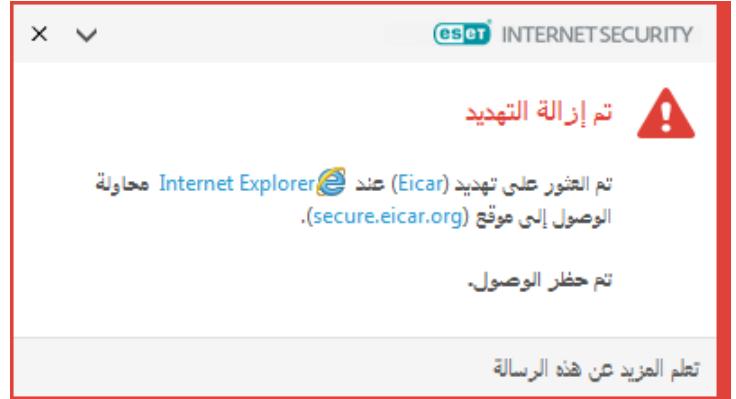 eset INTERNET SECURITY
تم إزالة التهديد
تم العثور على تهديد (Eicar) عند Internet Explorer محاولة
الوصول إلى موقع (secure.eicar.org).
تم حظر الوصول.
تعلم المزيد عن هذه الرسالة